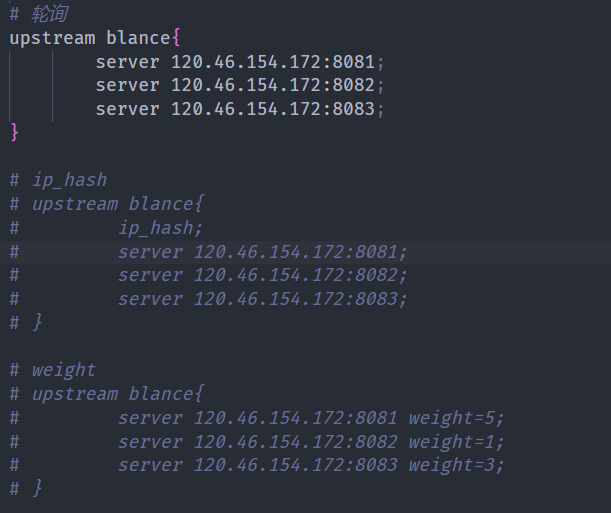 # 轮询
upstream blance{
server 120.46.154.172:8081;
server 120.46.154.172:8082;
server 120.46.154.172:8083;
}
# ip_hash
# upstream blance{
# ip_hash;
# server 120.46.154.172:8081;
# server 120.46.154.172:8082;
# server 120.46.154.172:8083;
# }
# weight
# upstream blance{
# server 120.46.154.172:8081 weight=5;
# server 120.46.154.172:8082 weight=1;
# server 120.46.154.172:8083 weight=3;
# }